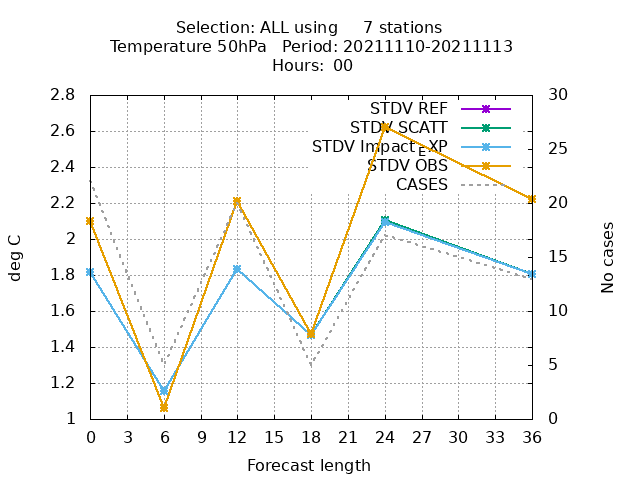 Selection: ALL using 7 stations
Temperature 50hPa Period: 20211110-20211113
Hours: 00
2.8
2.6
2.4
2.2
2
1.8
1.6
1.4
1.2
1
deg C
STDV REF
STDV SCATT
STDV Impact_EXP
STDV OBS
CASES
30
25
20
15
10
5
0
No cases
0 3 6 9 12 15 18 21 24 27 30 33 36
Forecast length